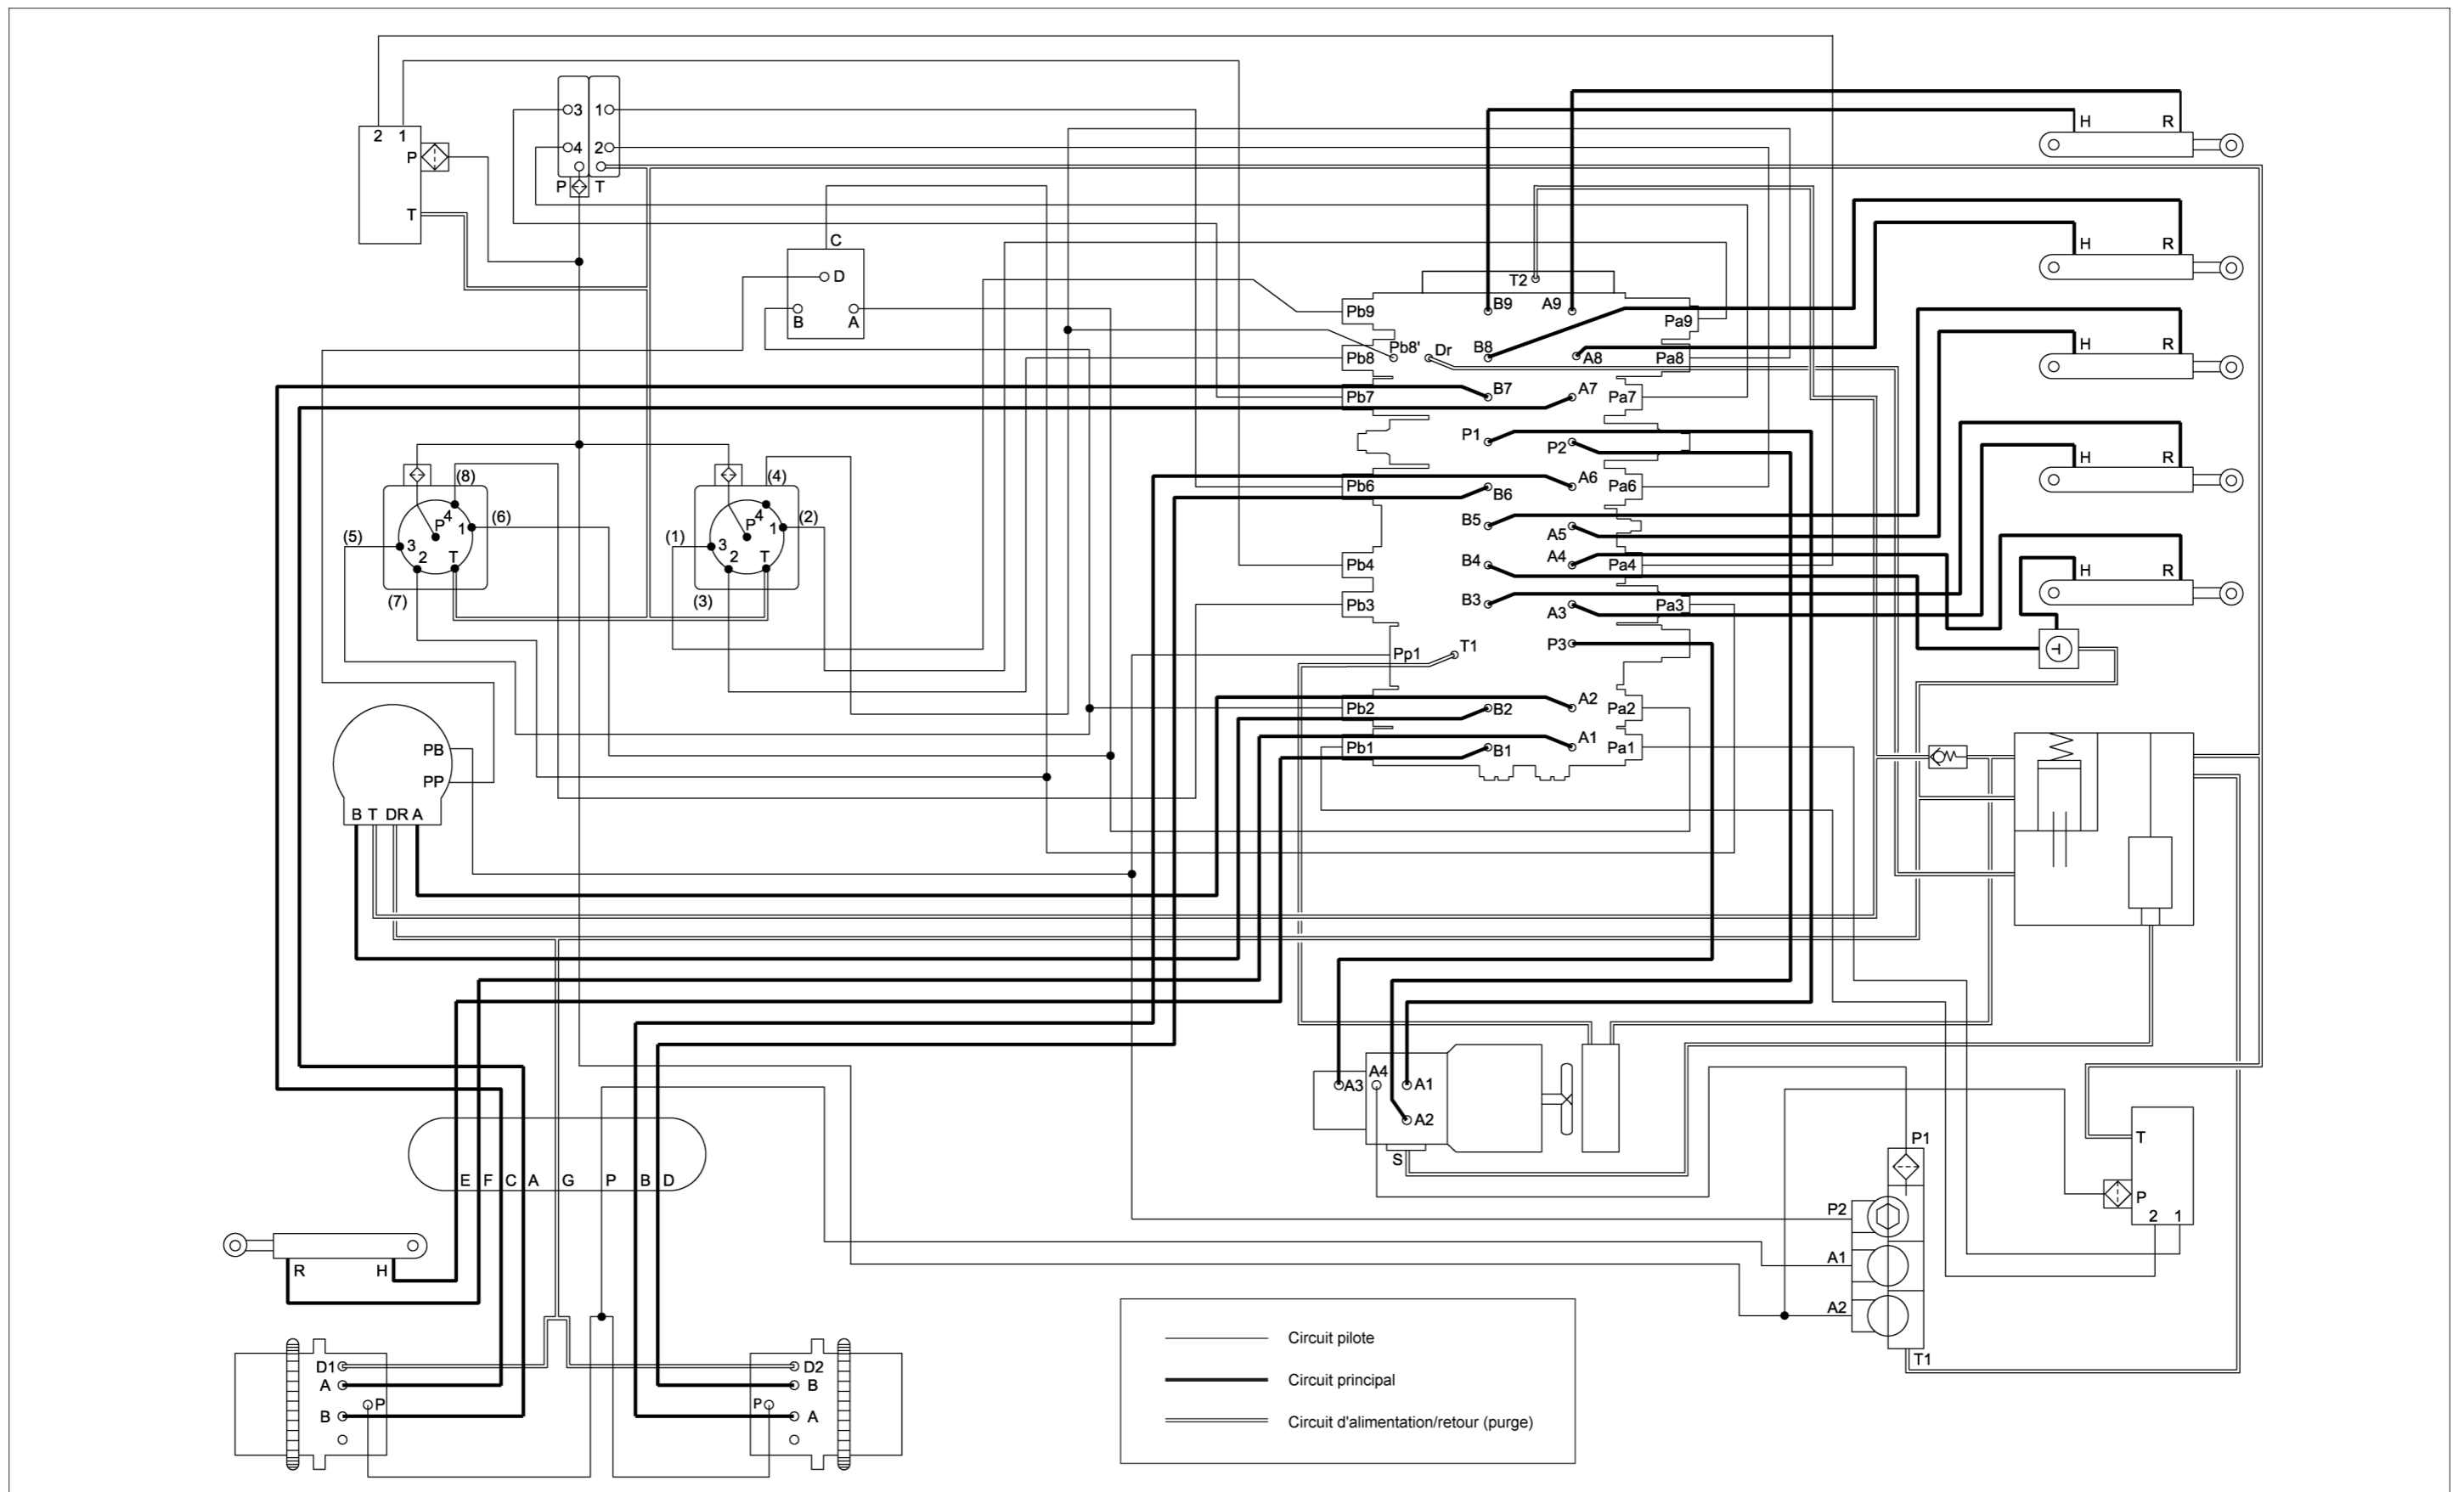 2 1
P
T
3 1
4 2
P T
C
D
B A
H R
H R
H R
H R
H R
T2
B9 A9
Pb9 Pa9
Pb8' Dr B8 A8
Pb8 Pa8
B7 A7
Pb7 Pa7
P1 P2
A6
Pb6 B6 Pa6
B5 A5
B4 A4
Pb4 Pa4
B3 A3
Pb3 Pa3
Pp1 T1 P3
A2
Pb2 B2 Pa2
A1
Pb1 B1 Pa1
(8)
(6)
(5)
(7)
P 4
1
3
2 T
(4)
(2)
(1)
(3)
P 4
1
3
2 T
PB
PP
B T DR A
A3 A4 A1
A2
S
E F C A G P B D
R H
D1
A
P
B
D2
B
P
A
P1
P2
A1
A2
T1
T
P
2 1
Circuit pilote
Circuit principal
Circuit d'alimentation/retour (purge)